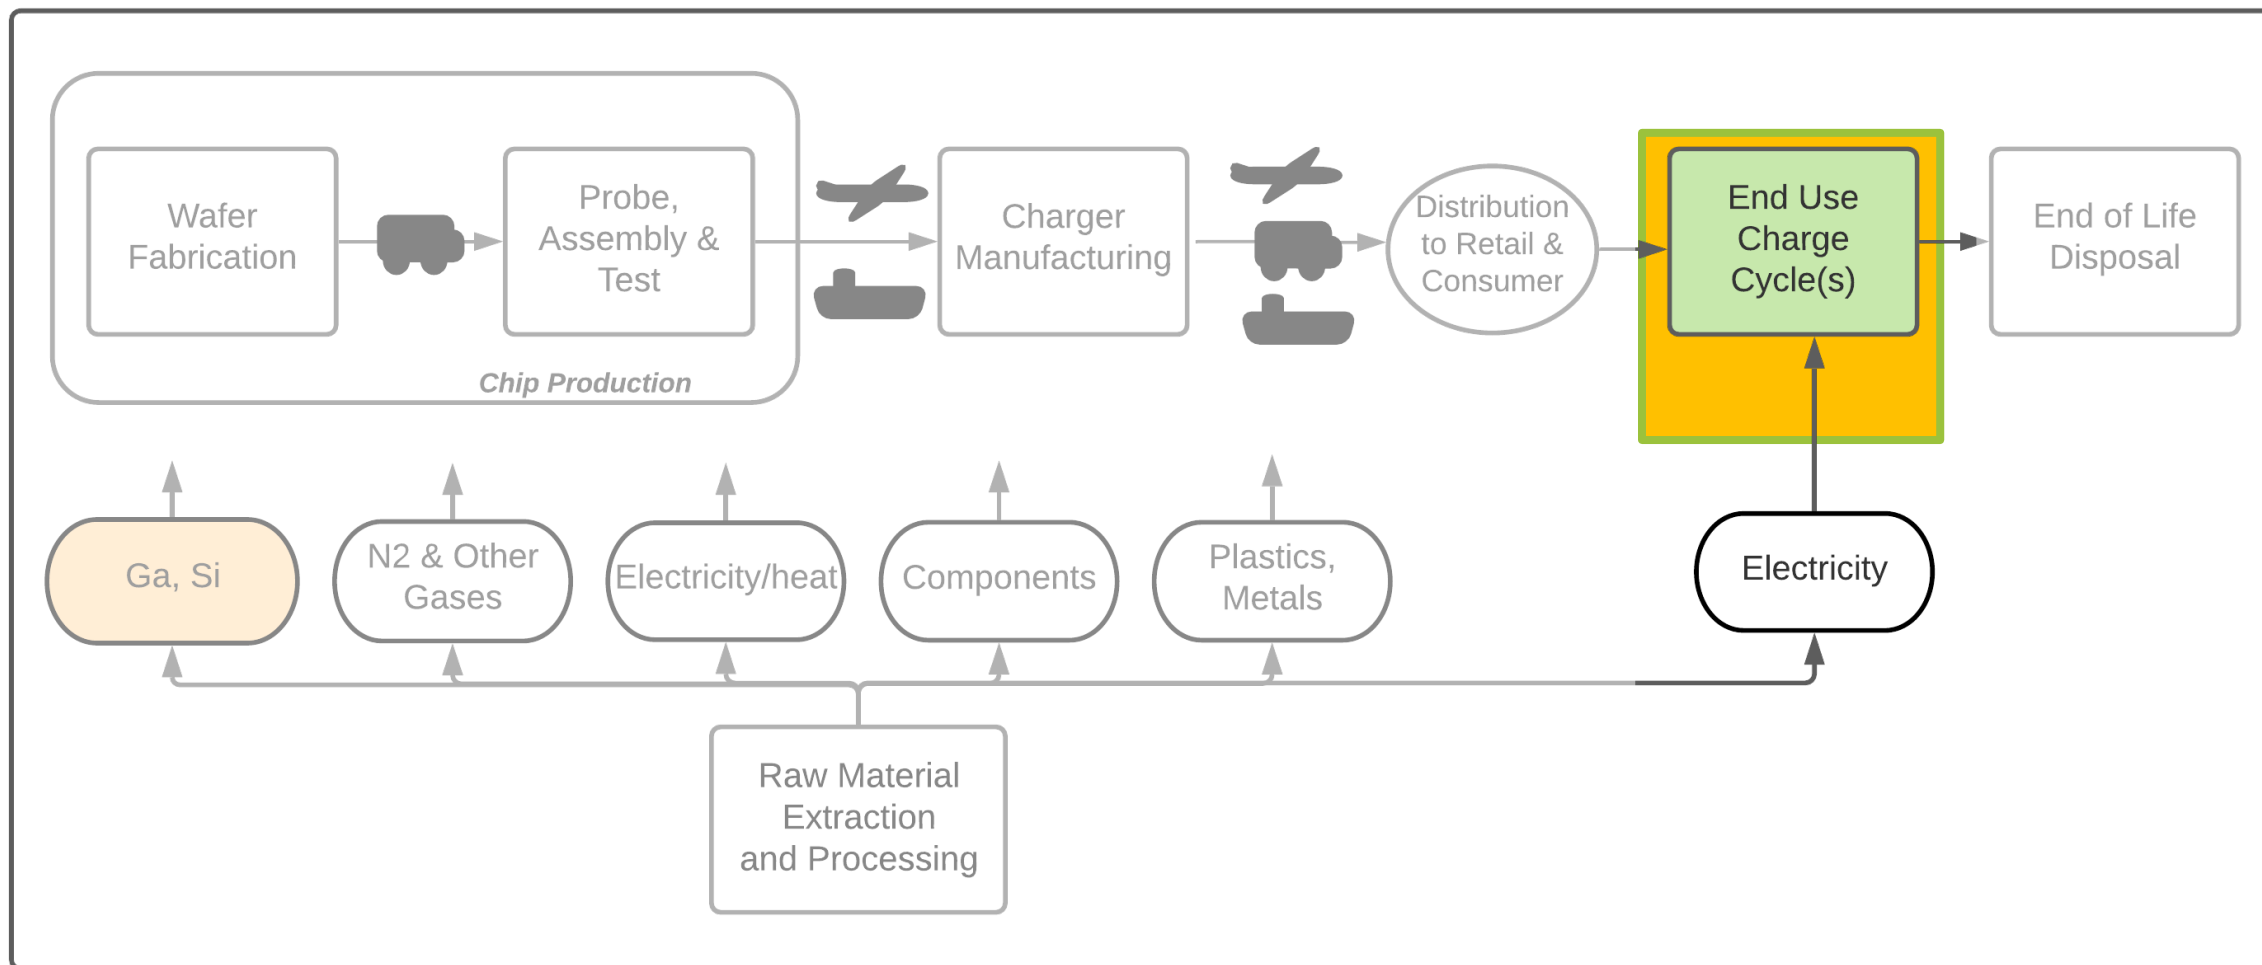 Wafer
Fabrication
Probe,
Assembly &
Test
Chip Production
Charger
Manufacturing
Distribution
to Retail &
Consumer
End Use
Charge
Cycle(s)
End of Life
Disposal
Ga, Si
N2 & Other
Gases
Electricity/heat
Components
Plastics,
Metals
Electricity
Raw Material
Extraction
and Processing